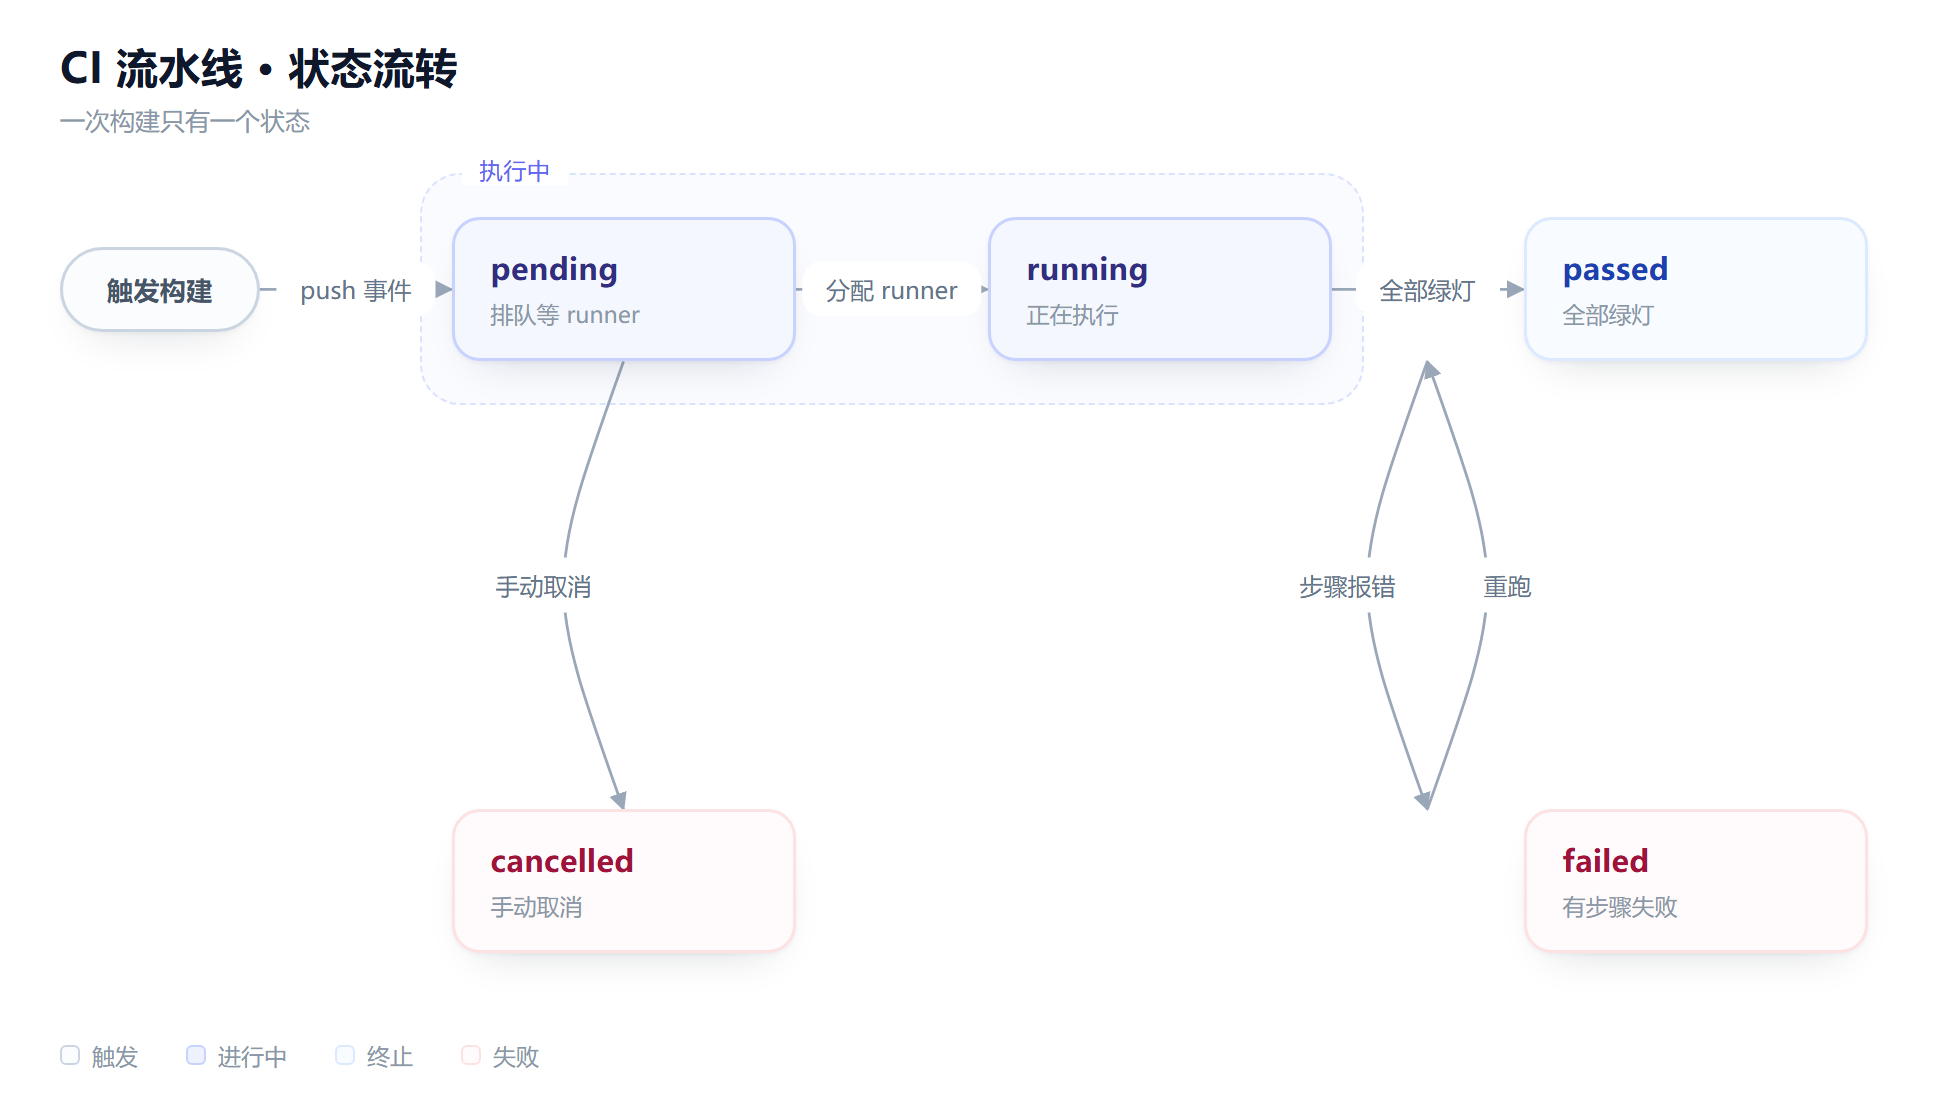 CI 流水线 • 状态流转
一次构建只有一个状态
执行中
触发构建
push 事件
pending
排队等 runner
分配 runner
running
正在执行
全部绿灯
passed
全部绿灯
手动取消
步骤报错
重跑
cancelled
手动取消
failed
有步骤失败
触发
进行中
终止
失败